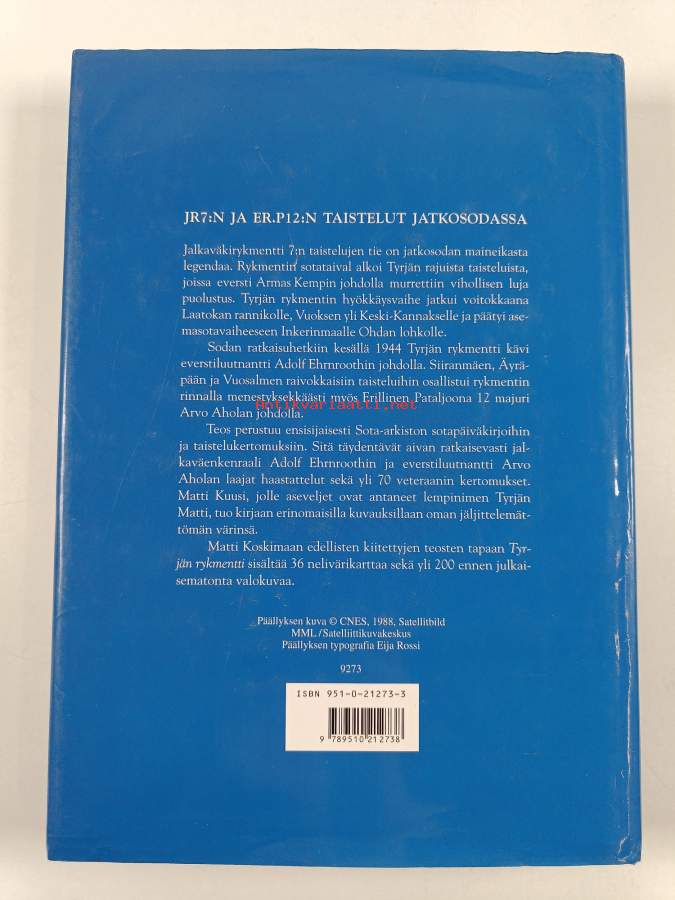 JR7:N JA ER.P12:N TAISTELUT JATKOSODASSA
Jalkaväkirykmentti 7:n taistelujen tie on jatkosodan maineikasta
legendaa. Rykmentin sotataival alkoi Tyrjän rajuista taisteluista,
joissa eversti Armas Kempin johdolla murrettiin vihollisen luja
puolustus. Tyrjän rykmentin hyökkäysvaihe jatkui voitokkaana
Laatokan rannikolle, Vuoksen yli Keski-Kannakselle ja päätyi ase-
masotavaiheeseen Inkerinmaalle Ohdan lohkolle.
Sodan ratkaisuhetkiin kesällä 1944 Tyrjän rykmentti kävi
everstiluutnantti Adolf Ehrnroothin johdolla. Siiranmäen, Äyrä-
pään ja Vuosalmen raivokkaisiin taisteluihin osallistui rykmentin
rinnalla menestyksekkäästi myös Erillinen Pataljoona 12 majuri
antikvariaatti.net
Arvo Aholan johdolla.
Teos perustuu ensisijaisesti Sota-arkiston sotapäiväkirjoihin
ja taistelukertomuksiin. Sitä täydentävät aivan ratkaisevasti jal-
kaväenkenraali Adolf Ehrnroothin ja everstiluutnantti Arvo
Aholan laajat haastattelut sekä yli 70 veteraanin kertomukset.
Matti Kuusi, jolle aseveljet ovat antaneet lempinimen Tyrjän
Matti, tuo kirjaan erinomaisilla kuvauksillaan oman jäljittelemät-
tömän värinsä.
Matti Koskimaan edellisten kiitettyjen teosten tapaan Tyr-
jän rykmentti sisältää 36 nelivärikarttaa sekä yli 200 ennen julkai-
sematonta valokuvaa.
Päällyksen kuva © CNES, 1988, Satellitbild
MML/Satelliittikuvakeskus
Päällyksen typografia Eija Rossi
9273
ISBN 951-0-21273-3
9 789510 212738